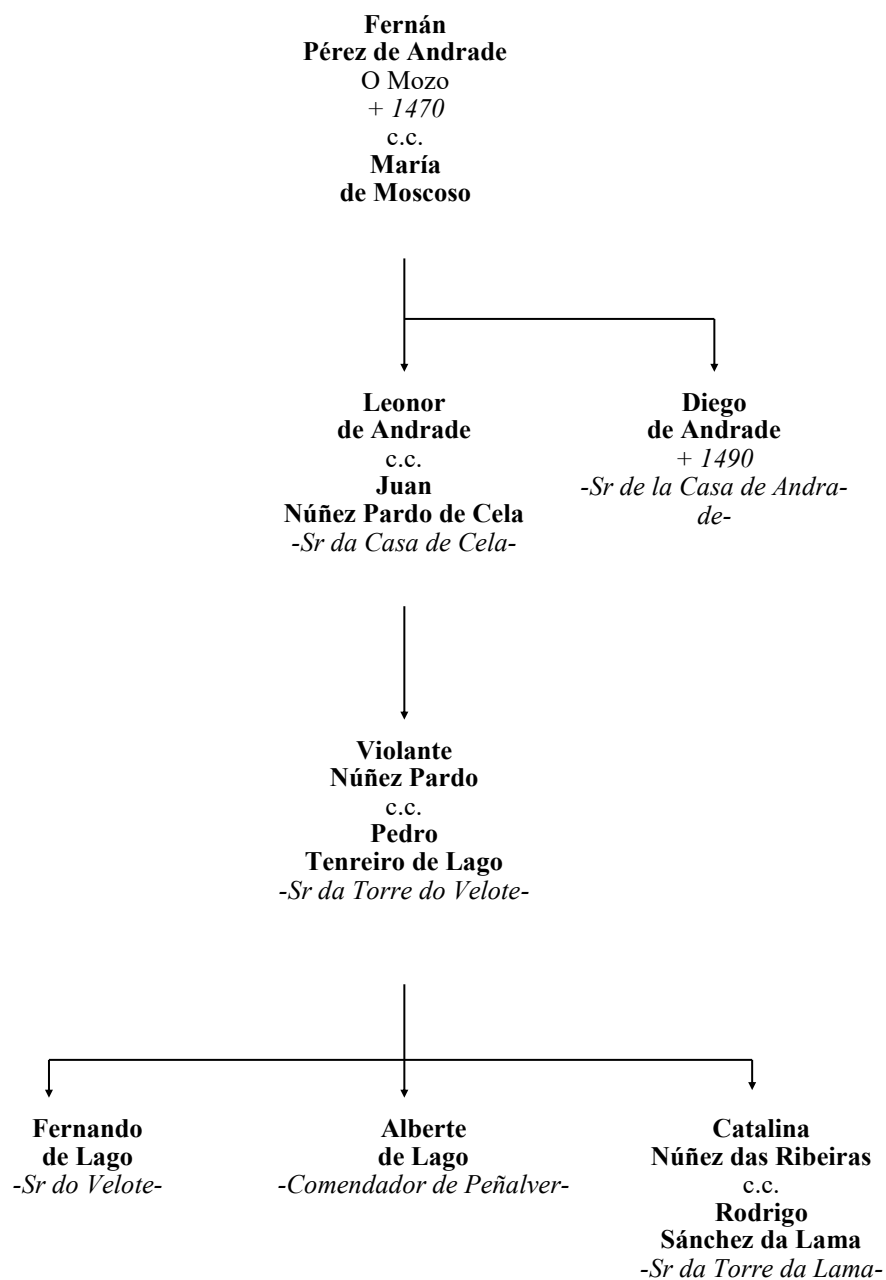 Fernán
Pérez de Andrade
O Mozo
+ 1470
c.c.
María
de Moscoso
Leonor
de Andrade
c.c.
Juan
Núñez Pardo de Cela
-Sr da Casa de Cela-
Diego
de Andrade
+ 1490
-Sr de la Casa de Andra-
de-
Violante
Núñez Pardo
c.c.
Pedro
Tenreiro de Lago
-Sr da Torre do Velote-
Fernando
de Lago
-Sr do Velote-
Alberte
de Lago
-Comendador de Peñalver-
Catalina
Núñez das Ribeiras
c.c.
Rodrigo
Sánchez da Lama
-Sr da Torre da Lama-